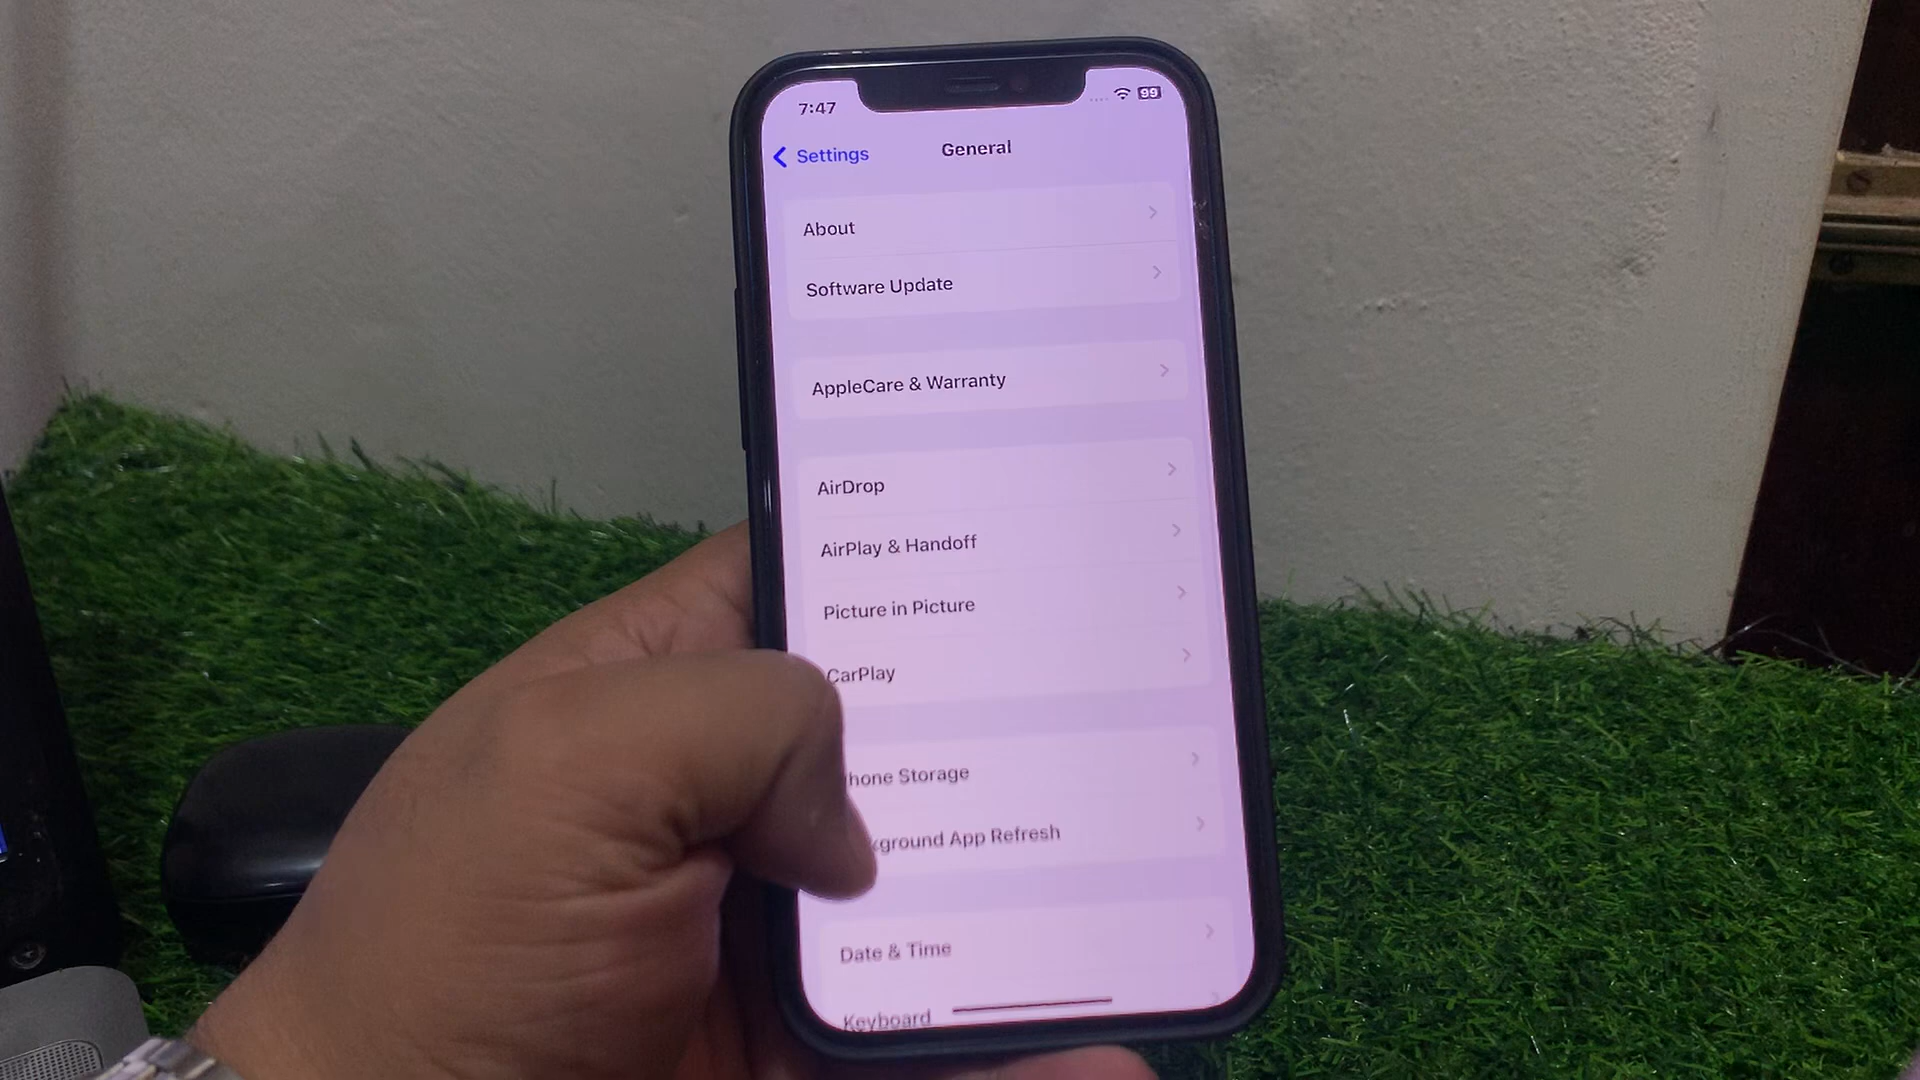 7:47
99
Settings
General
About
Software Update
AppleCare & Warranty
AirDrop
AirPlay & Handoff
Picture in Picture
CarPlay
hone Storage
kground App Refresh
Date & Time
Keyboard